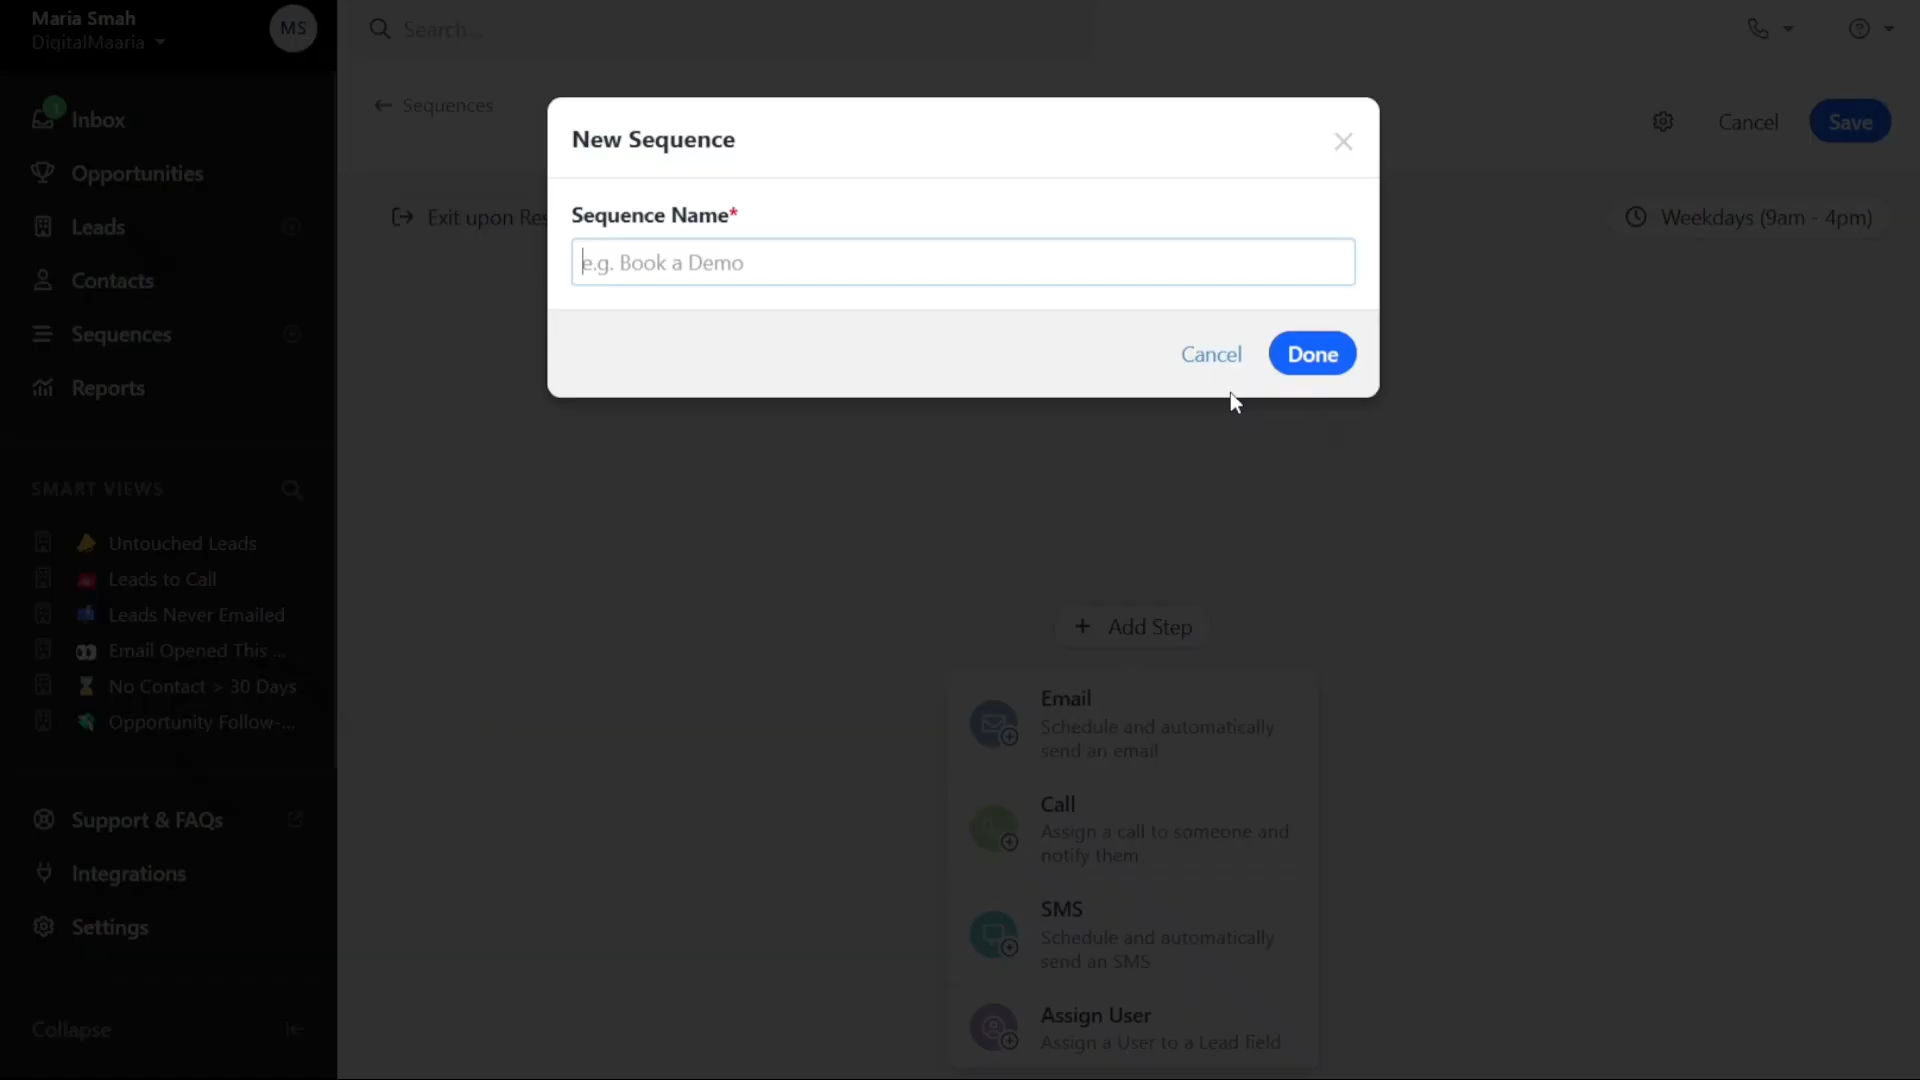 Maria Smah
DigitalMaaria
MS
Search...
Inbox
Opportunities
Leads
Contacts
Sequences
Reports
SMART VIEWS
Untouched Leads
Leads to Call
Leads Never Emailed
Email Opened This ...
No Contact > 30 Days
Opportunity Follow-...
Support & FAQs
Integrations
Settings
Collapse
Sequences
Cancel
Save
Exit upon Res
Weekdays (9am - 4pm)
New Sequence
Sequence Name*
e.g. Book a Demo
Cancel
Done
+ Add Step
Email
Schedule and automatically
send an email
Call
Assign a call to someone and
notify them
SMS
Schedule and automatically
send an SMS
Assign User
Assign a User to a Lead field